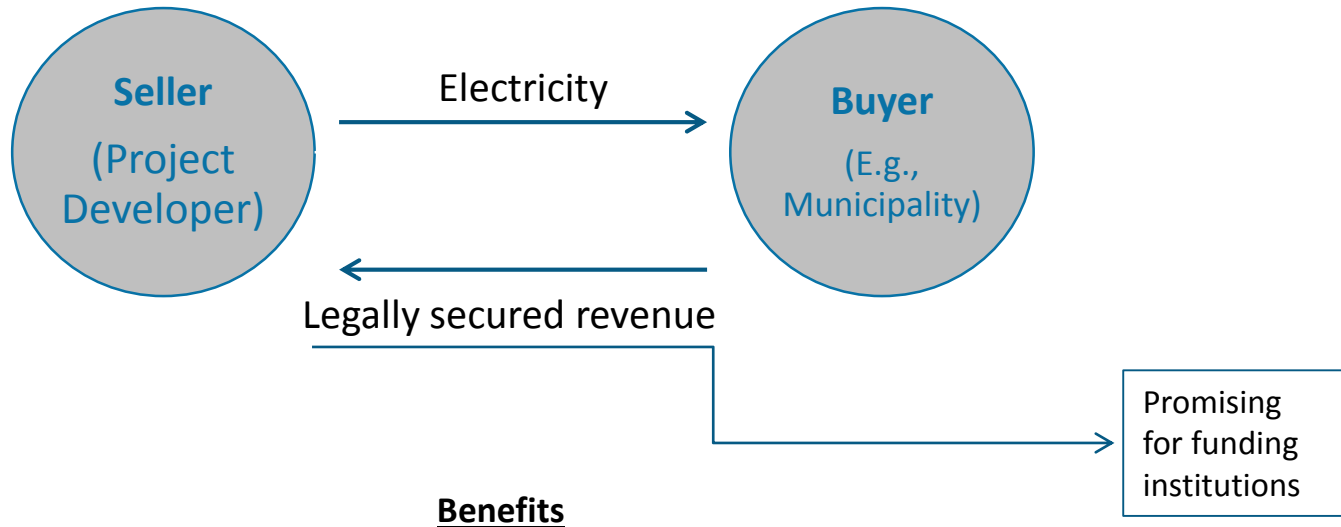 Seller
(Project
Developer)
Electricity
Buyer
(E.g.,
Municipality)
Legally secured revenue
Promising
for funding
institutions
Benefits